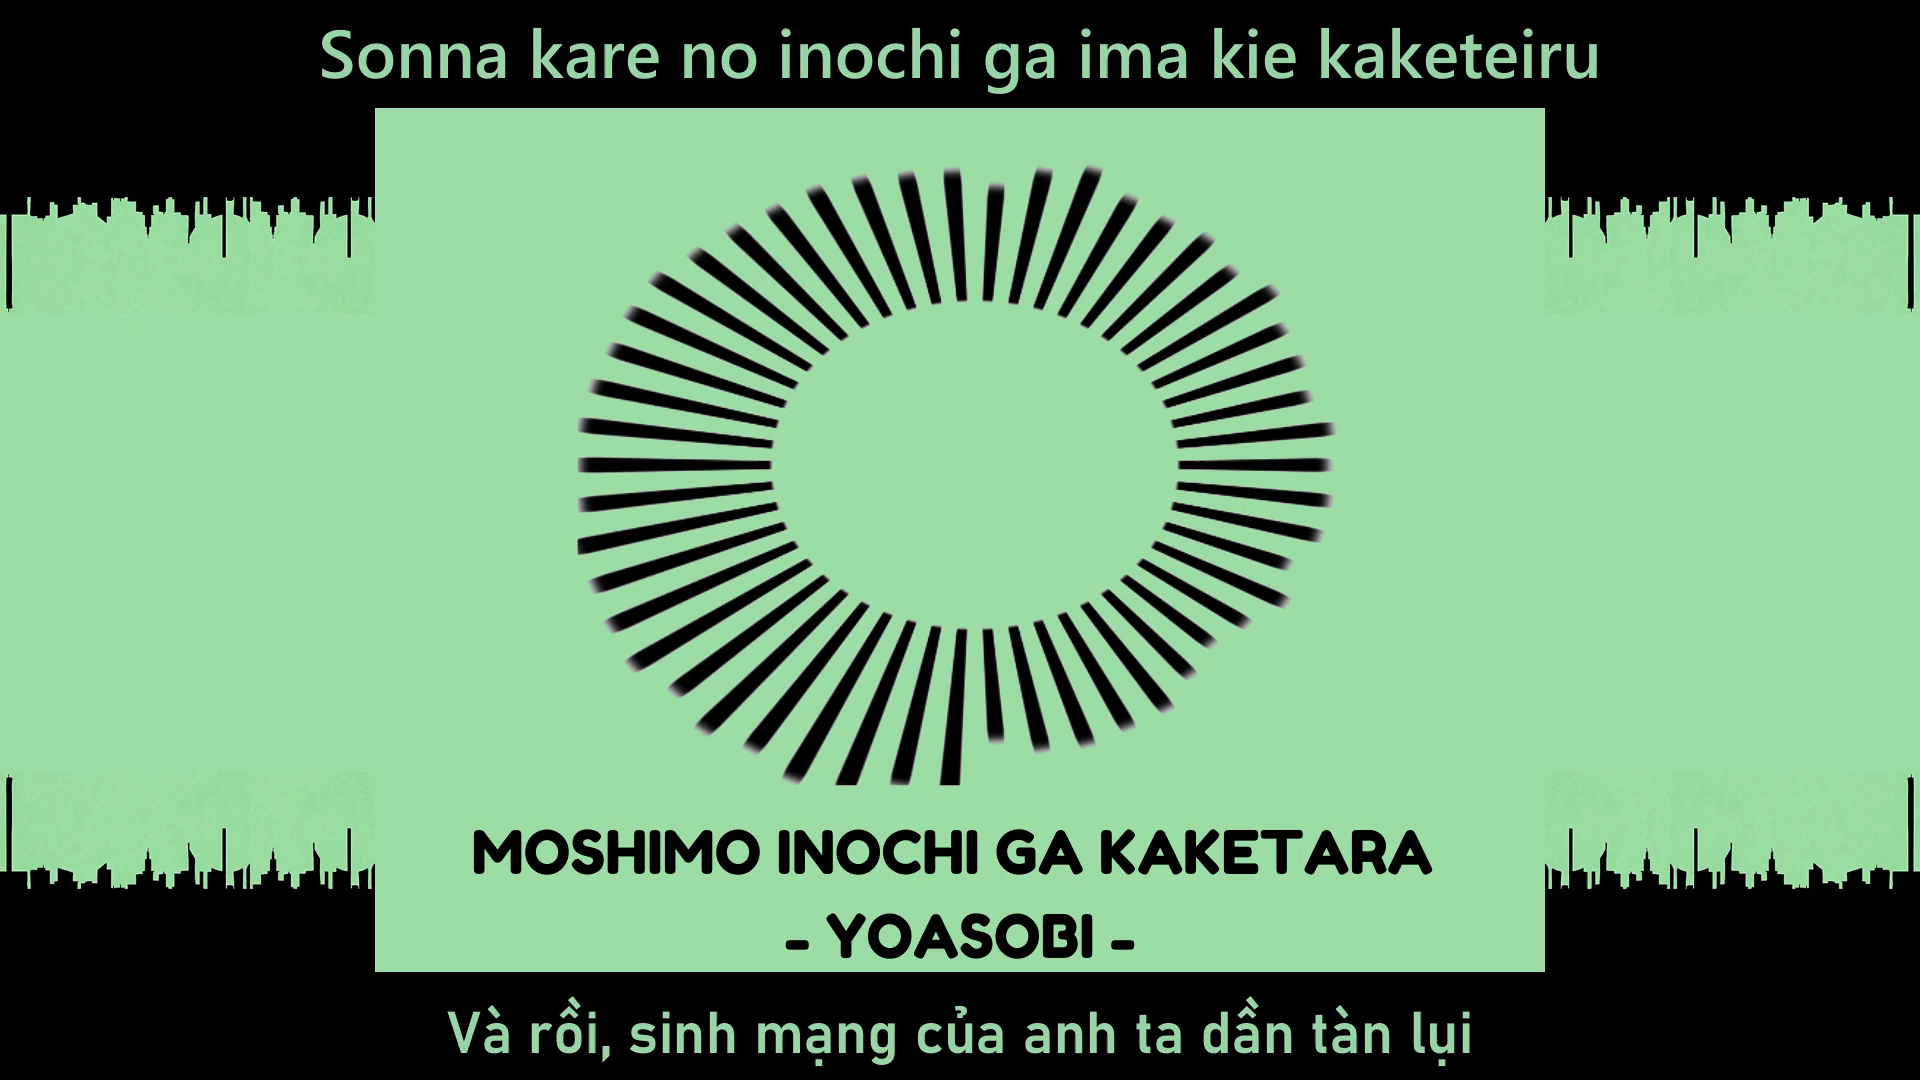 Sonna kare no inochi ga ima kie kaketeiru
MOSHIMO INOCHI GA KAKETARA
- YOASOBI -
Và rồi, sinh mạng của anh ta dần tàn lụi